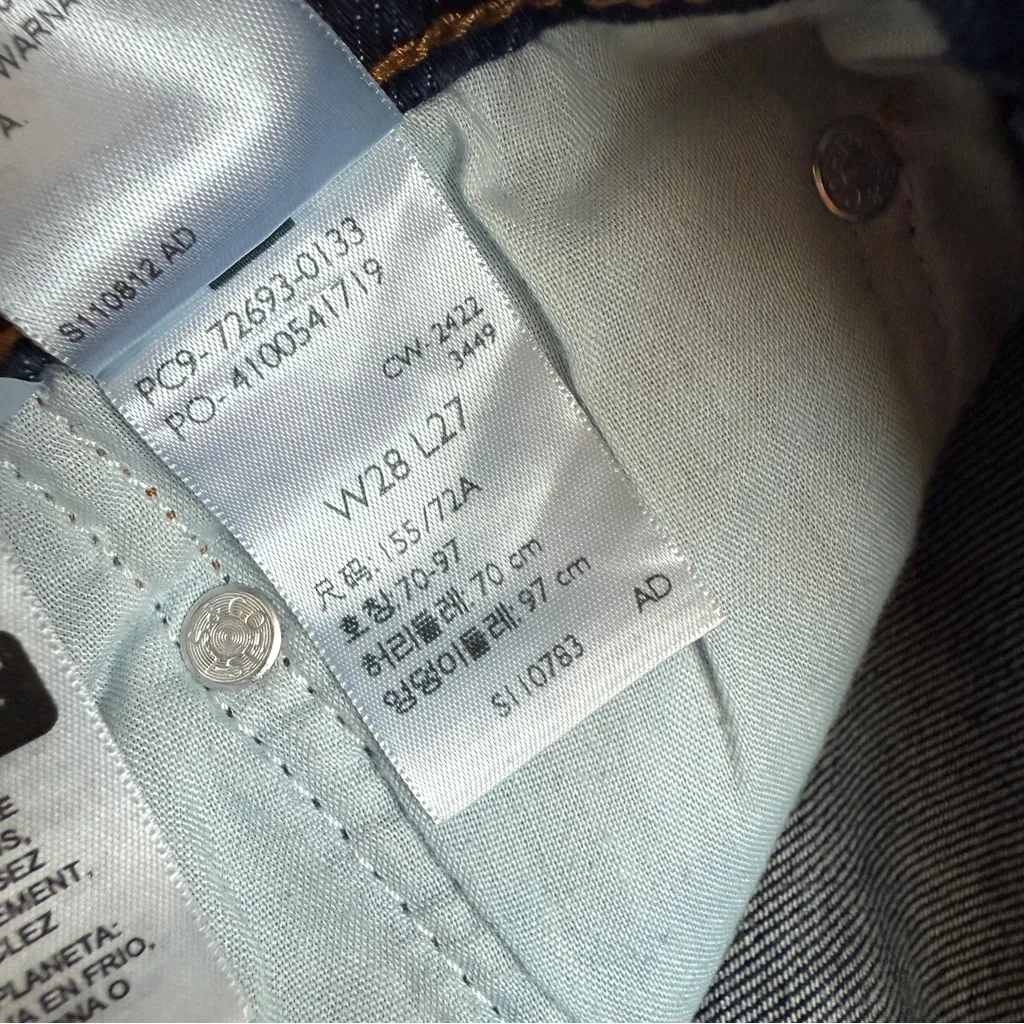 WARNA
A.
S110812 AD
PC9-72693-0133
PO-4100541719
CW- 2422
3449
W28 L27
尺码: 155/72A
호칭:70-97
허리둘레: 70 cm
엉덩이둘레: 97 cm
S110783
AD
E
SEZ
EMENT,
CLEZ
PLANETA:
A EN FRIO,
NA O